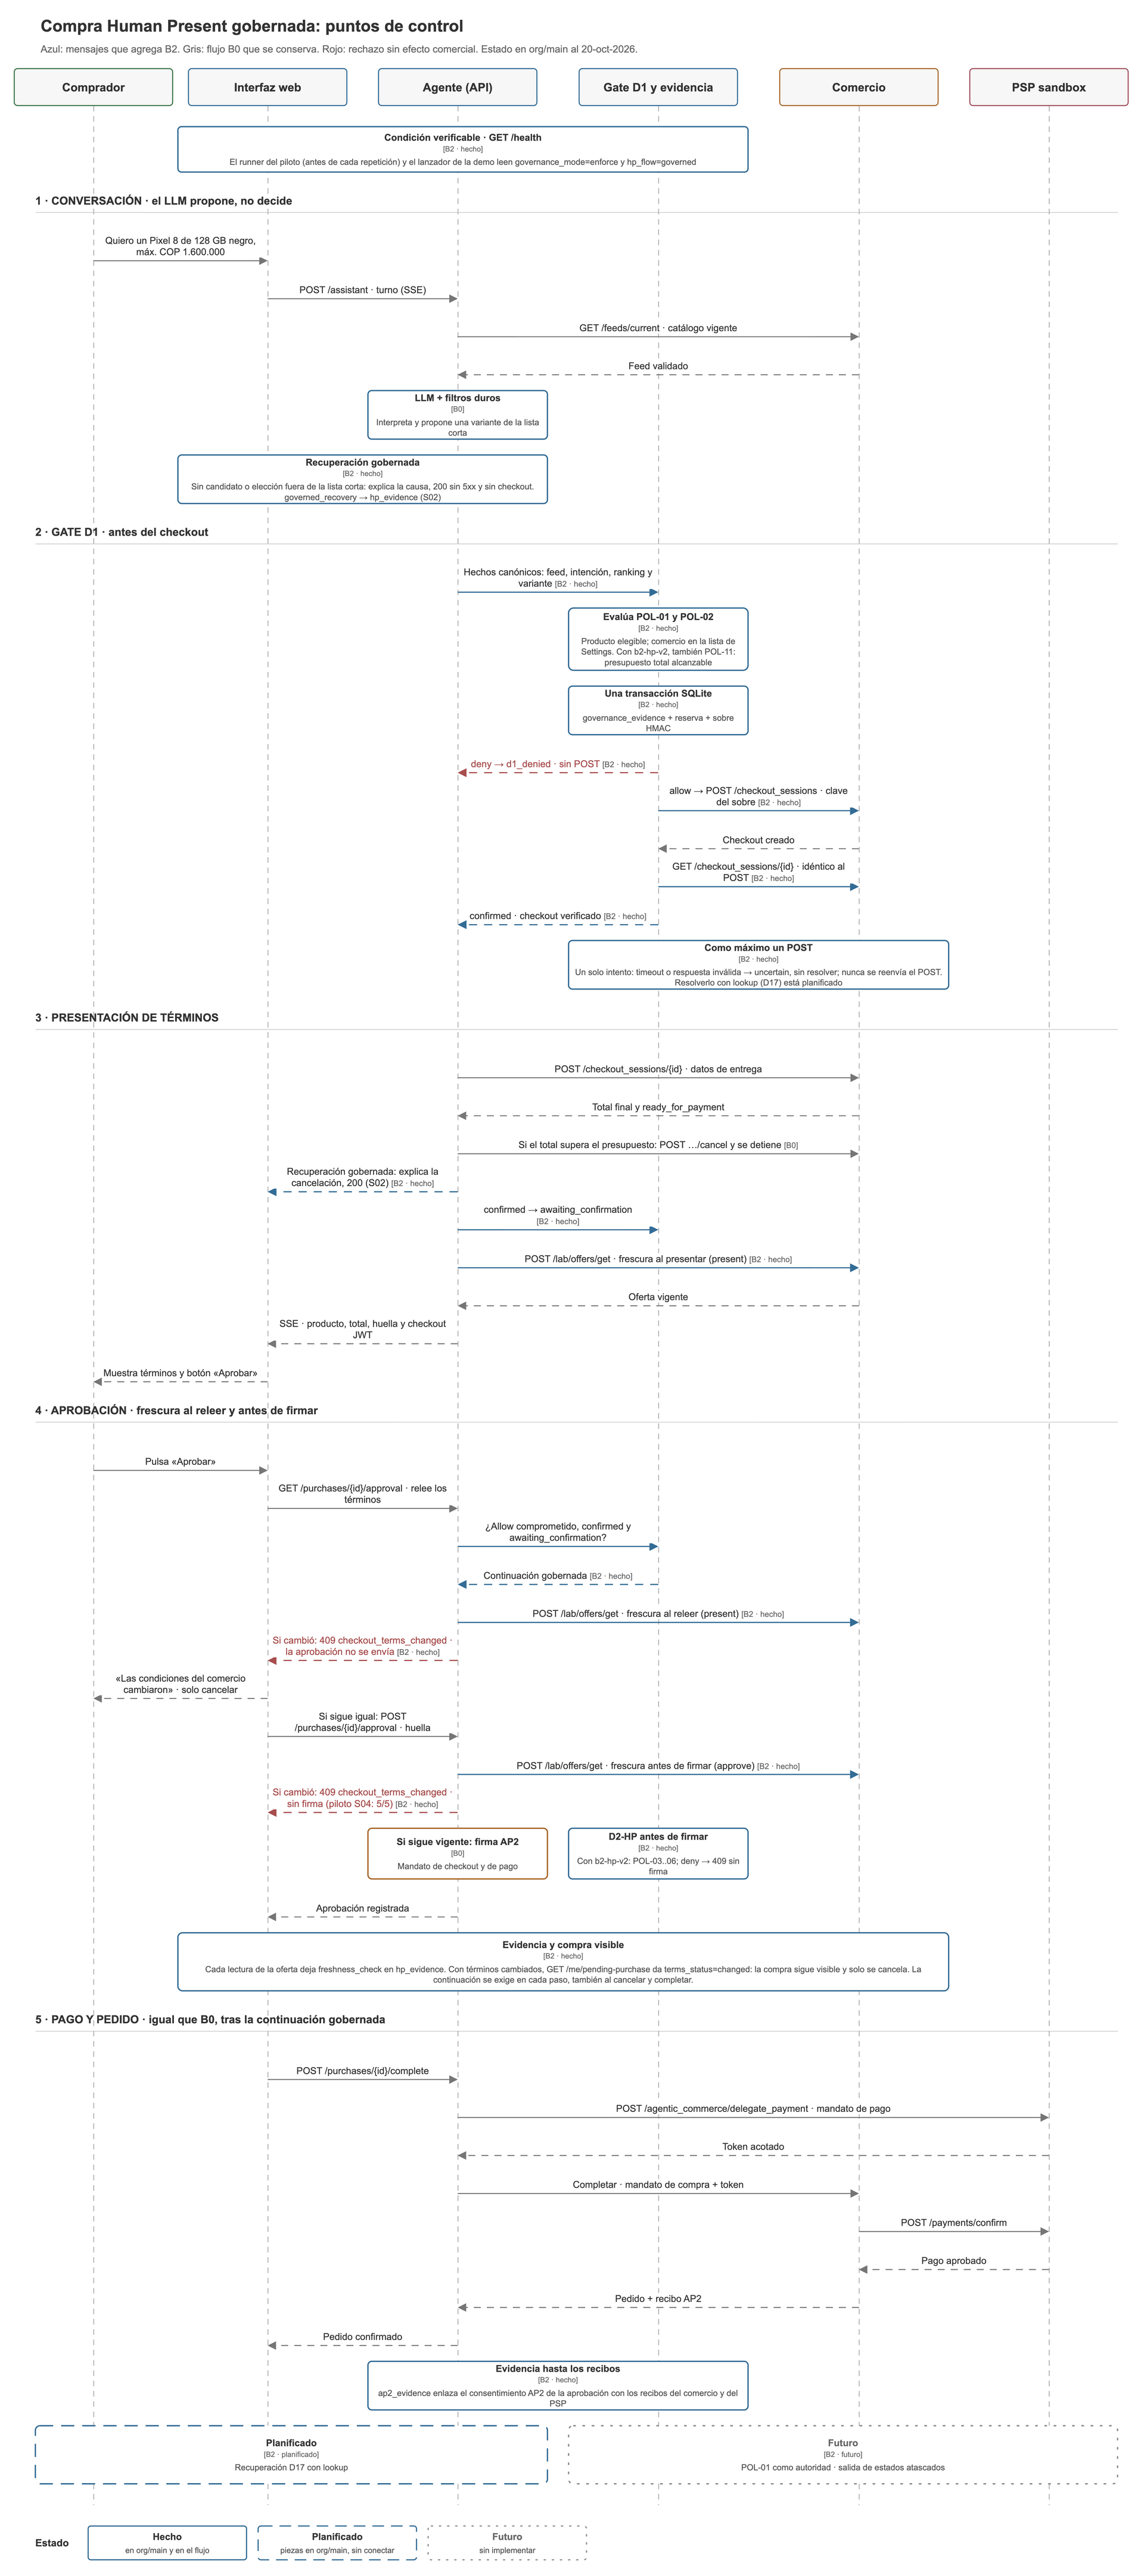 Compra Human Present gobernada: puntos de control
Azul: mensajes que agrega B2. Gris: flujo B0 que se conserva. Rojo: rechazo sin efecto comercial. Estado en org/main al 20-oct-2026.
Comprador
Interfaz web
Agente (API)
Gate D1 y evidencia
Comercio
PSP sandbox
Condición verificable · GET /health
[B2 · hecho]
El runner del piloto (antes de cada repetición) y el lanzador de la demo leen governance_mode=enforce y hp_flow=governed
1 · CONVERSACIÓN · el LLM propone, no decide
Quiero un Pixel 8 de 128 GB negro,
máx. COP 1.600.000
POST /assistant · turno (SSE)
GET /feeds/current · catálogo vigente
Feed validado
LLM + filtros duros
[B0]
Interpreta y propone una variante de la lista
corta
Recuperación gobernada
[B2 · hecho]
Sin candidato o elección fuera de la lista corta: explica la causa, 200 sin 5xx y sin checkout.
governed_recovery → hp_evidence (S02)
2 · GATE D1 · antes del checkout
Hechos canónicos: feed, intención, ranking y
variante [B2 · hecho]
Evalúa POL-01 y POL-02
[B2 · hecho]
Producto elegible; comercio en la lista de
Settings. Con b2-hp-v2, también POL-11:
presupuesto total alcanzable
Una transacción SQLite
[B2 · hecho]
governance_evidence + reserva + sobre
HMAC
deny → d1_denied · sin POST [B2 · hecho]
allow → POST /checkout_sessions · clave
del sobre [B2 · hecho]
Checkout creado
GET /checkout_sessions/{id} · idéntico al
POST [B2 · hecho]
confirmed · checkout verificado [B2 · hecho]
Como máximo un POST
[B2 · hecho]
Un solo intento: timeout o respuesta inválida → uncertain, sin resolver; nunca se reenvía el POST.
Resolverlo con lookup (D17) está planificado
3 · PRESENTACIÓN DE TÉRMINOS
POST /checkout_sessions/{id} · datos de entrega
Total final y ready_for_payment
Si el total supera el presupuesto: POST …/cancel y se detiene [B0]
Recuperación gobernada: explica la
cancelación, 200 (S02) [B2 · hecho]
confirmed → awaiting_confirmation
[B2 · hecho]
POST /lab/offers/get · frescura al presentar (present) [B2 · hecho]
Oferta vigente
SSE · producto, total, huella y checkout
JWT
Muestra términos y botón «Aprobar»
4 · APROBACIÓN · frescura al releer y antes de firmar
Pulsa «Aprobar»
GET /purchases/{id}/approval · relee los
términos
¿Allow comprometido, confirmed y
awaiting_confirmation?
Continuación gobernada [B2 · hecho]
POST /lab/offers/get · frescura al releer (present) [B2 · hecho]
Si cambió: 409 checkout_terms_changed ·
la aprobación no se envía [B2 · hecho]
«Las condiciones del comercio
cambiaron» · solo cancelar
Si sigue igual: POST
/purchases/{id}/approval · huella
POST /lab/offers/get · frescura antes de firmar (approve) [B2 · hecho]
Si cambió: 409 checkout_terms_changed ·
sin firma (piloto S04: 5/5) [B2 · hecho]
Si sigue vigente: firma AP2
[B0]
Mandato de checkout y de pago
D2-HP antes de firmar
[B2 · hecho]
Con b2-hp-v2: POL-03..06; deny → 409 sin
firma
Aprobación registrada
Evidencia y compra visible
[B2 · hecho]
Cada lectura de la oferta deja freshness_check en hp_evidence. Con términos cambiados, GET /me/pending-purchase da terms_status=changed: la compra sigue visible y solo se cancela. La
continuación se exige en cada paso, también al cancelar y completar.
5 · PAGO Y PEDIDO · igual que B0, tras la continuación gobernada
POST /purchases/{id}/complete
POST /agentic_commerce/delegate_payment · mandato de pago
Token acotado
Completar · mandato de compra + token
POST /payments/confirm
Pago aprobado
Pedido + recibo AP2
Pedido confirmado
Evidencia hasta los recibos
[B2 · hecho]
ap2_evidence enlaza el consentimiento AP2 de la aprobación con los recibos del comercio y del
PSP
Planificado
[B2 · planificado]
Recuperación D17 con lookup
Futuro
[B2 · futuro]
POL-01 como autoridad · salida de estados atascados
Estado
Hecho
en org/main y en el flujo
Planificado
piezas en org/main, sin conectar
Futuro
sin implementar